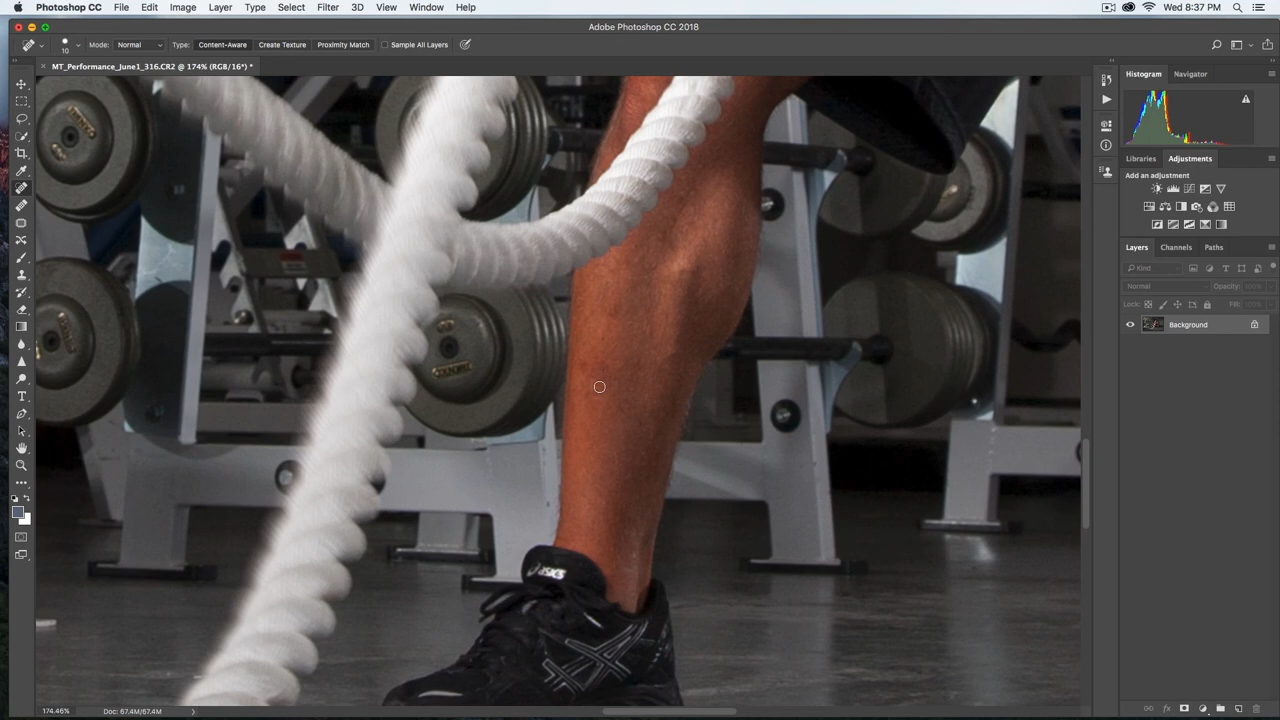 Photoshop CC File Edit Image Layer Type Select Filter 3D View Window Help Wed 8:37 PM
Adobe Photoshop CC 2018
10 Mode: Normal Type: Content-Aware Create Texture Proximity Match Sample All Layers
MT_Performance_June1_316.CR2 @ 174% (RGB/16*) *
Histogram Navigator
Libraries Adjustments
Add an adjustment
Layers Channels Paths
Kind
Normal Opacity: 100%
Lock: Fill: 100%
Background
asics
174.46% Doc: 67.4M/67.4M